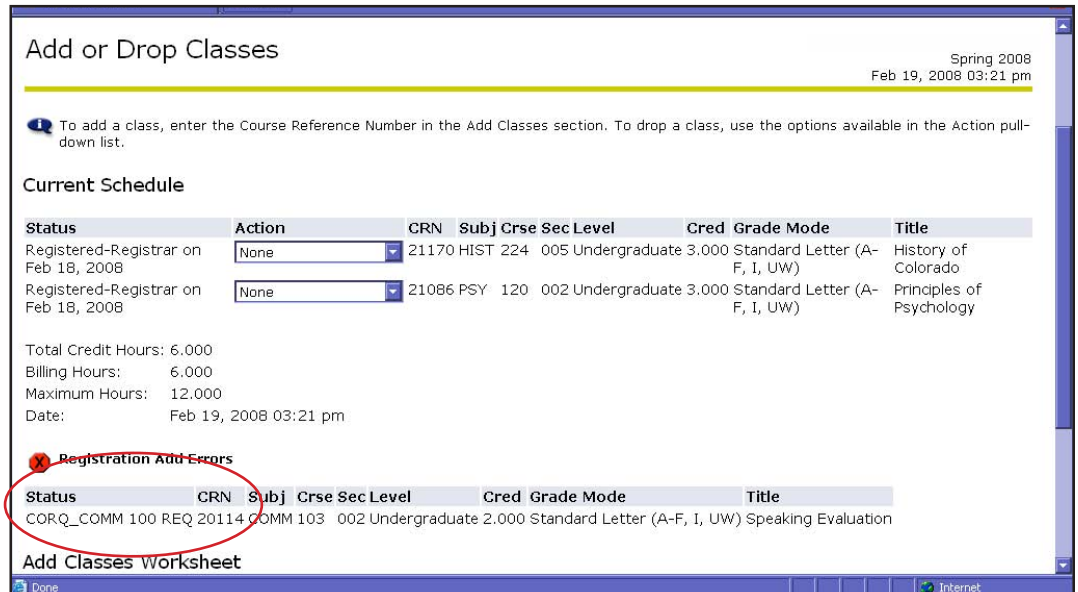 Add or Drop Classes
Spring 2008
Feb 19, 2008 03:21 pm
To add a class, enter the Course Reference Number in the Add Classes section. To drop a class, use the options available in the Action pull-
down list.
Current Schedule
Status Action CRN Subj Crse Sec Level Cred Grade Mode Title
Registered-Registrar on None 21170 HIST 224 005 Undergraduate 3.000 Standard Letter (A- History of
Feb 18, 2008 F, I, UW) Colorado
Registered-Registrar on None 21086 PSY 120 002 Undergraduate 3.000 Standard Letter (A- Principles of
Feb 18, 2008 F, I, UW) Psychology
Total Credit Hours: 6.000
Billing Hours: 6.000
Maximum Hours: 12.000
Date: Feb 19, 2008 03:21 pm
Registration Add Errors
Status CRN Subj Crse Sec Level Cred Grade Mode Title
CORQ_COMM 100 REQ 20114 COMM 103 002 Undergraduate 2.000 Standard Letter (A-F, I, UW) Speaking Evaluation
Add Classes Worksheet
Done Internet